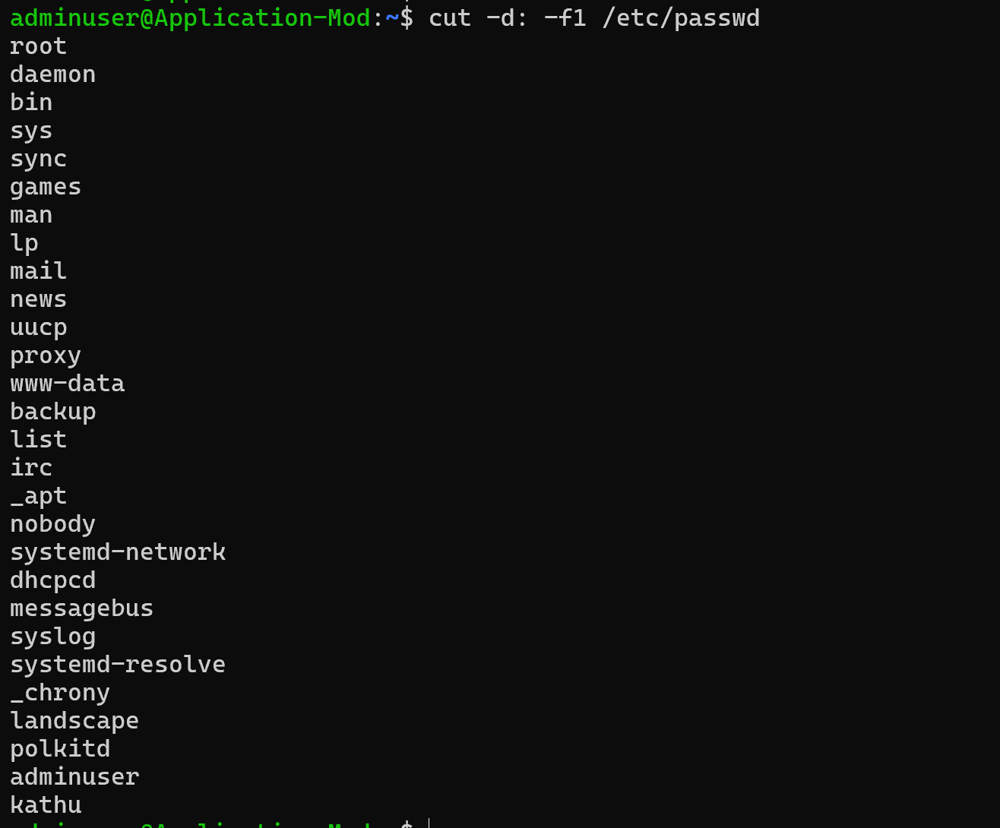 adminuser@Application-Mod:~$ cut -d: -f1 /etc/passwd
root
daemon
bin
sys
sync
games
man
lp
mail
news
uucp
proxy
www-data
backup
list
irc
_apt
nobody
systemd-network
dhcpcd
messagebus
syslog
systemd-resolve
_chrony
landscape
polkitd
adminuser
kathu